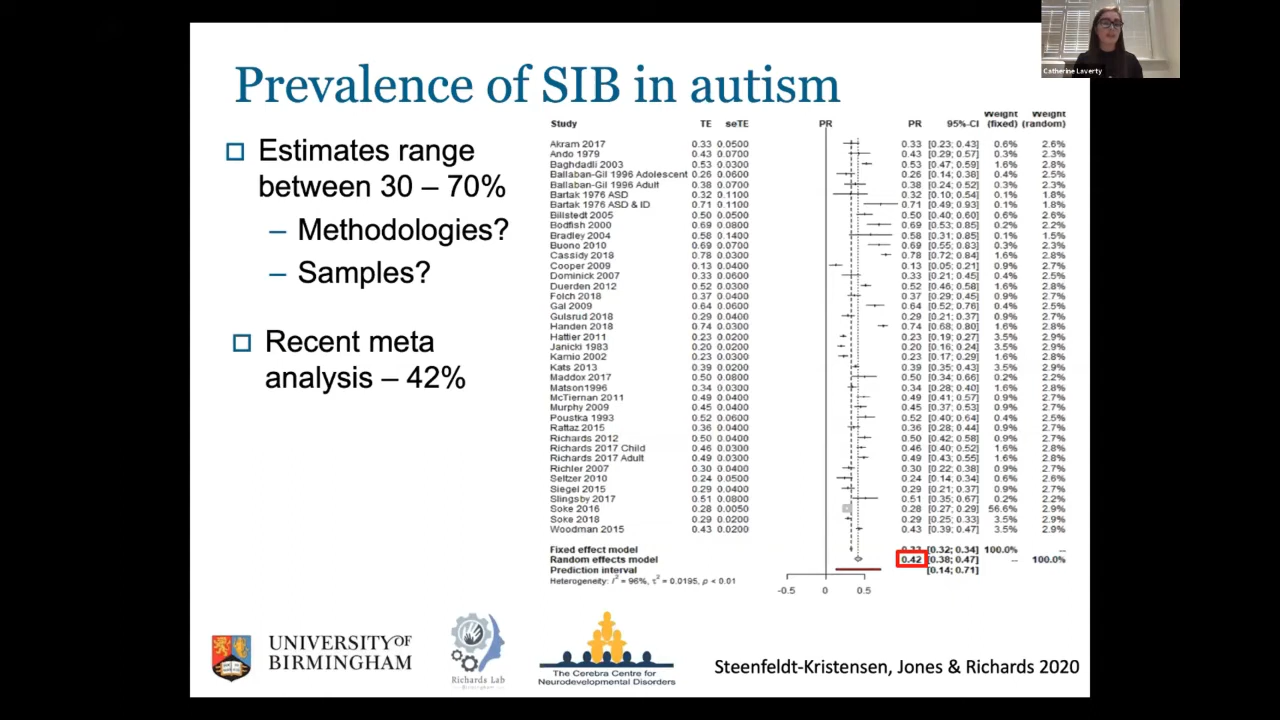 Catherine Laverty
Prevalence of SIB in autism
Estimates range
between 30 – 70%
– Methodologies?
– Samples?
Recent meta
analysis – 42%
Study TE seTE PR PR 95%-CI Weight (fixed) Weight (random)
Akram 2017 0.33 0.0500 0.33 [0.23; 0.43] 0.6% 2.6%
Ando 1979 0.43 0.0700 0.43 [0.29; 0.57] 0.3% 2.3%
Baghdadli 2003 0.53 0.0300 0.53 [0.47; 0.59] 1.6% 2.8%
Ballaban-Gil 1996 Adolescent 0.26 0.0600 0.26 [0.14; 0.38] 0.4% 2.5%
Ballaban-Gil 1996 Adult 0.38 0.0700 0.38 [0.24; 0.52] 0.3% 2.3%
Bartak 1976 ASD 0.32 0.1100 0.32 [0.10; 0.54] 0.1% 1.8%
Bartak 1976 ASD & ID 0.71 0.1100 0.71 [0.49; 0.93] 0.1% 1.8%
Billstedt 2005 0.50 0.0500 0.50 [0.40; 0.60] 0.6% 2.6%
Bodfish 2000 0.69 0.0800 0.69 [0.53; 0.85] 0.2% 2.2%
Bradley 2004 0.58 0.1400 0.58 [0.31; 0.85] 0.1% 1.5%
Buono 2010 0.69 0.0700 0.69 [0.55; 0.83] 0.3% 2.3%
Cassidy 2018 0.78 0.0300 0.78 [0.72; 0.84] 1.6% 2.8%
Cooper 2009 0.13 0.0400 0.13 [0.05; 0.21] 0.9% 2.7%
Dominick 2007 0.33 0.0600 0.33 [0.21; 0.45] 0.4% 2.5%
Duerden 2012 0.52 0.0300 0.52 [0.46; 0.58] 1.6% 2.8%
Folch 2018 0.37 0.0400 0.37 [0.29; 0.45] 0.9% 2.7%
Gal 2009 0.64 0.0600 0.64 [0.52; 0.76] 0.4% 2.5%
Gulsrud 2018 0.29 0.0400 0.29 [0.21; 0.37] 0.9% 2.7%
Handen 2018 0.74 0.0300 0.74 [0.68; 0.80] 1.6% 2.8%
Hattier 2011 0.23 0.0200 0.23 [0.19; 0.27] 3.5% 2.9%
Janicki 1983 0.20 0.0200 0.20 [0.16; 0.24] 3.5% 2.9%
Kamio 2002 0.23 0.0300 0.23 [0.17; 0.29] 1.6% 2.8%
Kats 2013 0.39 0.0200 0.39 [0.35; 0.43] 3.5% 2.9%
Maddox 2017 0.50 0.0800 0.50 [0.34; 0.66] 0.2% 2.2%
Matson1996 0.34 0.0300 0.34 [0.28; 0.40] 1.6% 2.8%
McTiernan 2011 0.49 0.0400 0.49 [0.41; 0.57] 0.9% 2.7%
Murphy 2009 0.45 0.0400 0.45 [0.37; 0.53] 0.9% 2.7%
Poustka 1993 0.52 0.0600 0.52 [0.40; 0.64] 0.4% 2.5%
Rattaz 2015 0.36 0.0400 0.36 [0.28; 0.44] 0.9% 2.7%
Richards 2012 0.50 0.0400 0.50 [0.42; 0.58] 0.9% 2.7%
Richards 2017 Child 0.46 0.0300 0.46 [0.40; 0.52] 1.6% 2.8%
Richards 2017 Adult 0.49 0.0300 0.49 [0.43; 0.55] 1.6% 2.8%
Richler 2007 0.30 0.0400 0.30 [0.22; 0.38] 0.9% 2.7%
Seltzer 2010 0.24 0.0500 0.24 [0.14; 0.34] 0.6% 2.6%
Siegel 2015 0.29 0.0400 0.29 [0.21; 0.37] 0.9% 2.7%
Slingsby 2017 0.51 0.0800 0.51 [0.35; 0.67] 0.2% 2.2%
Soke 2016 0.28 0.0050 0.28 [0.27; 0.29] 56.6% 2.9%
Soke 2018 0.29 0.0200 0.29 [0.25; 0.33] 3.5% 2.9%
Woodman 2015 0.43 0.0200 0.43 [0.39; 0.47] 3.5% 2.9%
Fixed effect model 0.33 [0.32; 0.34] 100.0% --
Random effects model 0.42 [0.38; 0.47] -- 100.0%
Prediction interval [0.14; 0.71]
Heterogeneity: I² = 96%, τ² = 0.0195, p < 0.01
-0.5 0 0.5
UNIVERSITY OF
BIRMINGHAM
Richards Lab
Birmingham
The Cerebra Centre for
Neurodevelopmental Disorders
Steenfeldt-Kristensen, Jones & Richards 2020